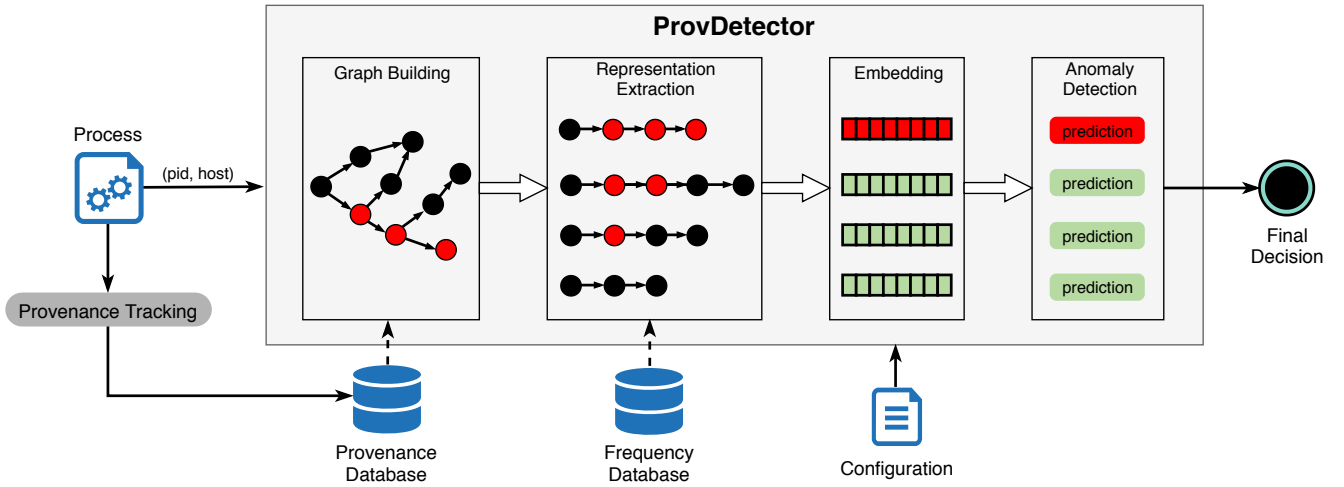 ProvDetector
Graph Building
Representation
Extraction
Embedding
Anomaly
Detection
Process
(pid, host)
prediction
prediction
prediction
prediction
Final
Decision
Provenance Tracking
Provenance
Database
Frequency
Database
Configuration